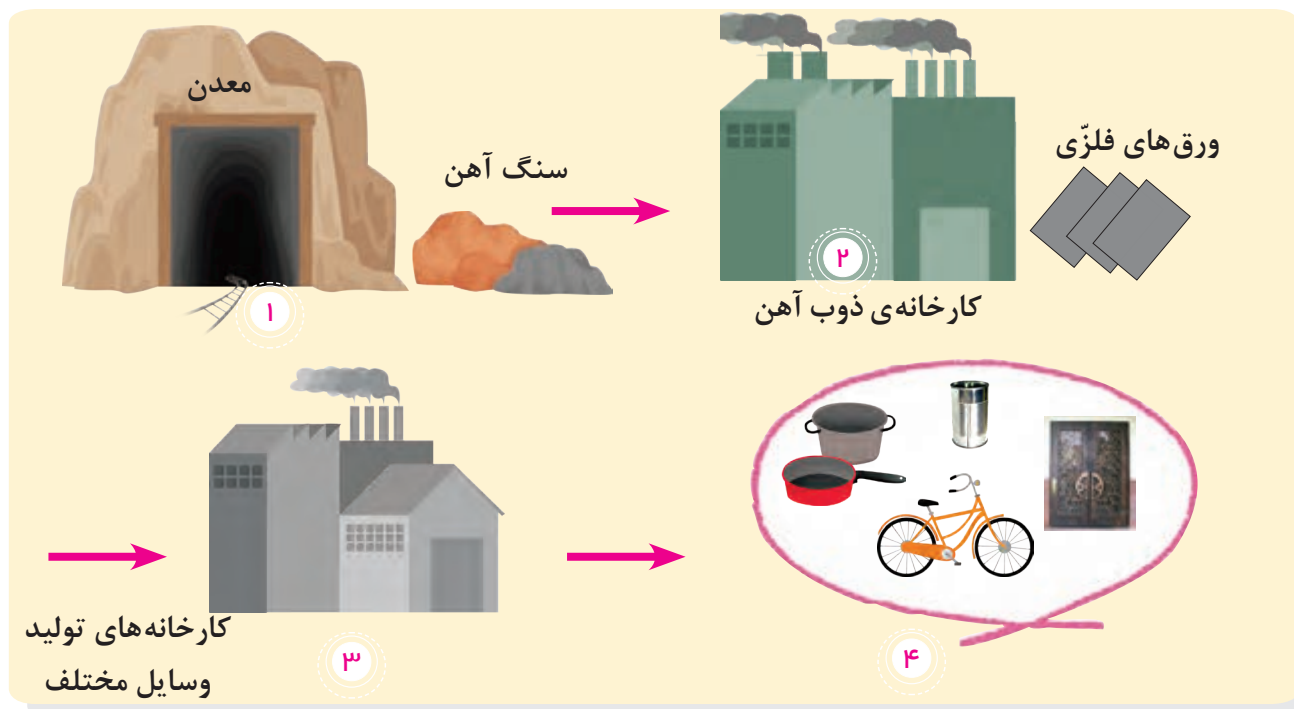 معدن
سنگ آهن
۱
ورق‌های فلزّی
۲
کارخانه‌ی ذوب آهن
کارخانه‌های تولید
وسایل مختلف
۳
۴